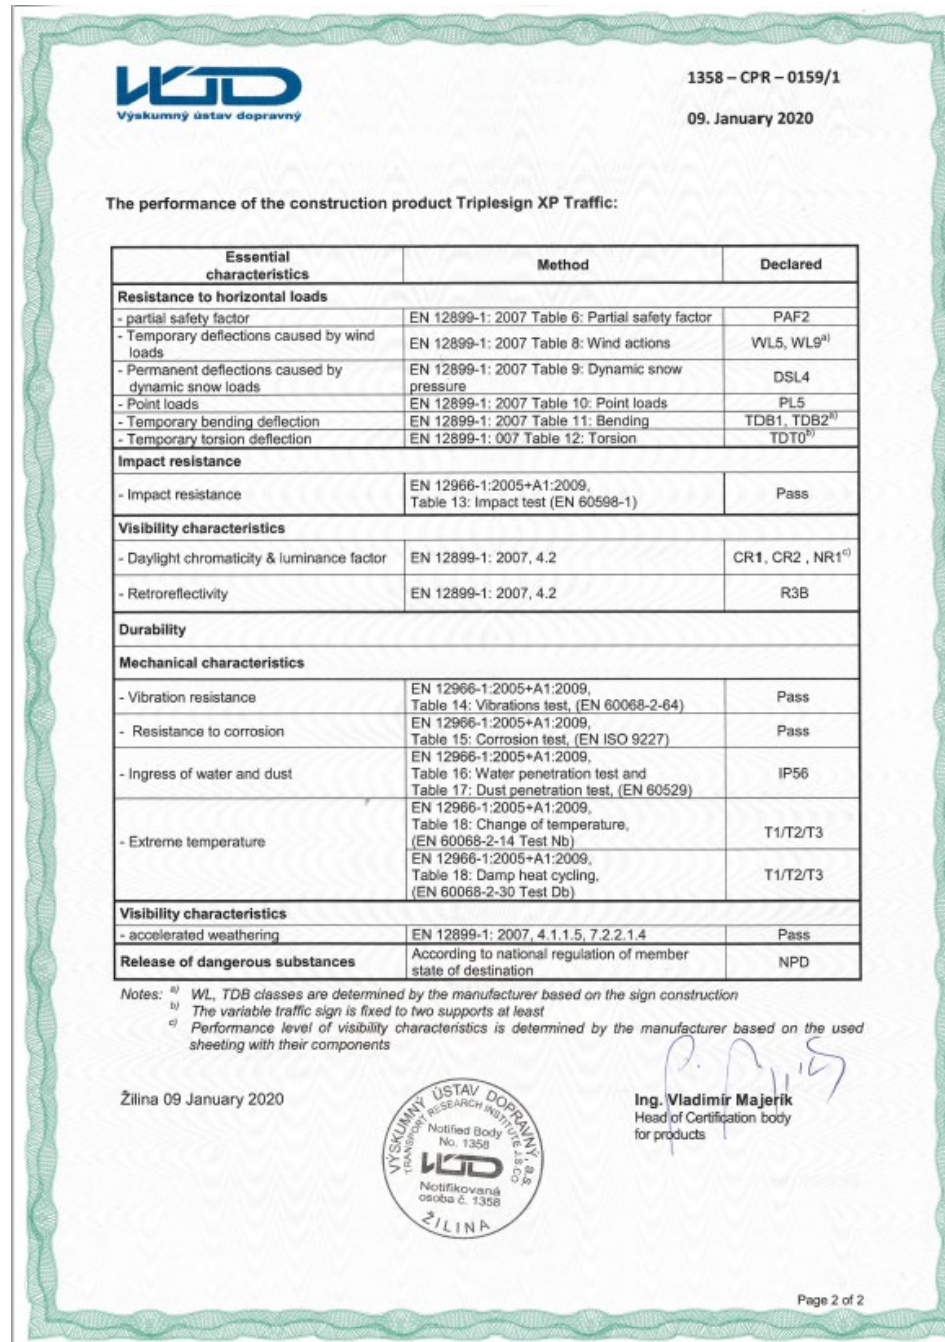 VÚD
Výskumný ústav dopravný
1358 – CPR – 0159/1
09. January 2020
The performance of the construction product Triplesign XP Traffic:
Essential characteristics Method Declared
Resistance to horizontal loads
- partial safety factor EN 12899-1: 2007 Table 6: Partial safety factor PAF2
- Temporary deflections caused by wind loads EN 12899-1: 2007 Table 8: Wind actions WL5, WL9a)
- Permanent deflections caused by dynamic snow loads EN 12899-1: 2007 Table 9: Dynamic snow pressure DSL4
- Point loads EN 12899-1: 2007 Table 10: Point loads PL5
- Temporary bending deflection EN 12899-1: 2007 Table 11: Bending TDB1, TDB2a)
- Temporary torsion deflection EN 12899-1: 007 Table 12: Torsion TDT0b)
Impact resistance
- Impact resistance EN 12966-1:2005+A1:2009, Table 13: Impact test (EN 60598-1) Pass
Visibility characteristics
- Daylight chromaticity & luminance factor EN 12899-1: 2007, 4.2 CR1, CR2 , NR1c)
- Retroreflectivity EN 12899-1: 2007, 4.2 R3B
Durability
Mechanical characteristics
- Vibration resistance EN 12966-1:2005+A1:2009, Table 14: Vibrations test, (EN 60068-2-64) Pass
- Resistance to corrosion EN 12966-1:2005+A1:2009, Table 15: Corrosion test, (EN ISO 9227) Pass
- Ingress of water and dust EN 12966-1:2005+A1:2009, Table 16: Water penetration test and Table 17: Dust penetration test, (EN 60529) IP56
- Extreme temperature EN 12966-1:2005+A1:2009, Table 18: Change of temperature, (EN 60068-2-14 Test Nb) T1/T2/T3
EN 12966-1:2005+A1:2009, Table 18: Damp heat cycling, (EN 60068-2-30 Test Db) T1/T2/T3
Visibility characteristics
- accelerated weathering EN 12899-1: 2007, 4.1.1.5, 7.2.2.1.4 Pass
Release of dangerous substances According to national regulation of member state of destination NPD
Notes: a) WL, TDB classes are determined by the manufacturer based on the sign construction
b) The variable traffic sign is fixed to two supports at least
c) Performance level of visibility characteristics is determined by the manufacturer based on the used
sheeting with their components
Žilina 09 January 2020
VÝSKUMNÝ ÚSTAV DOPRAVNÝ, a.s.
TRANSPORT RESEARCH INSTITUTE J.S.CO
Notified Body
No. 1358
VÚD
Notifikovaná
osoba č. 1358
ŽILINA
Ing. Vladimír Majerík
Head of Certification body
for products
Page 2 of 2